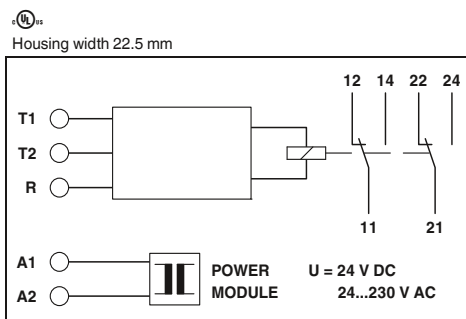 c UL us
Housing width 22.5 mm
12 14 22 24
T1
T2
R
11 21
A1
A2
POWER MODULE
U = 24 V DC
24...230 V AC